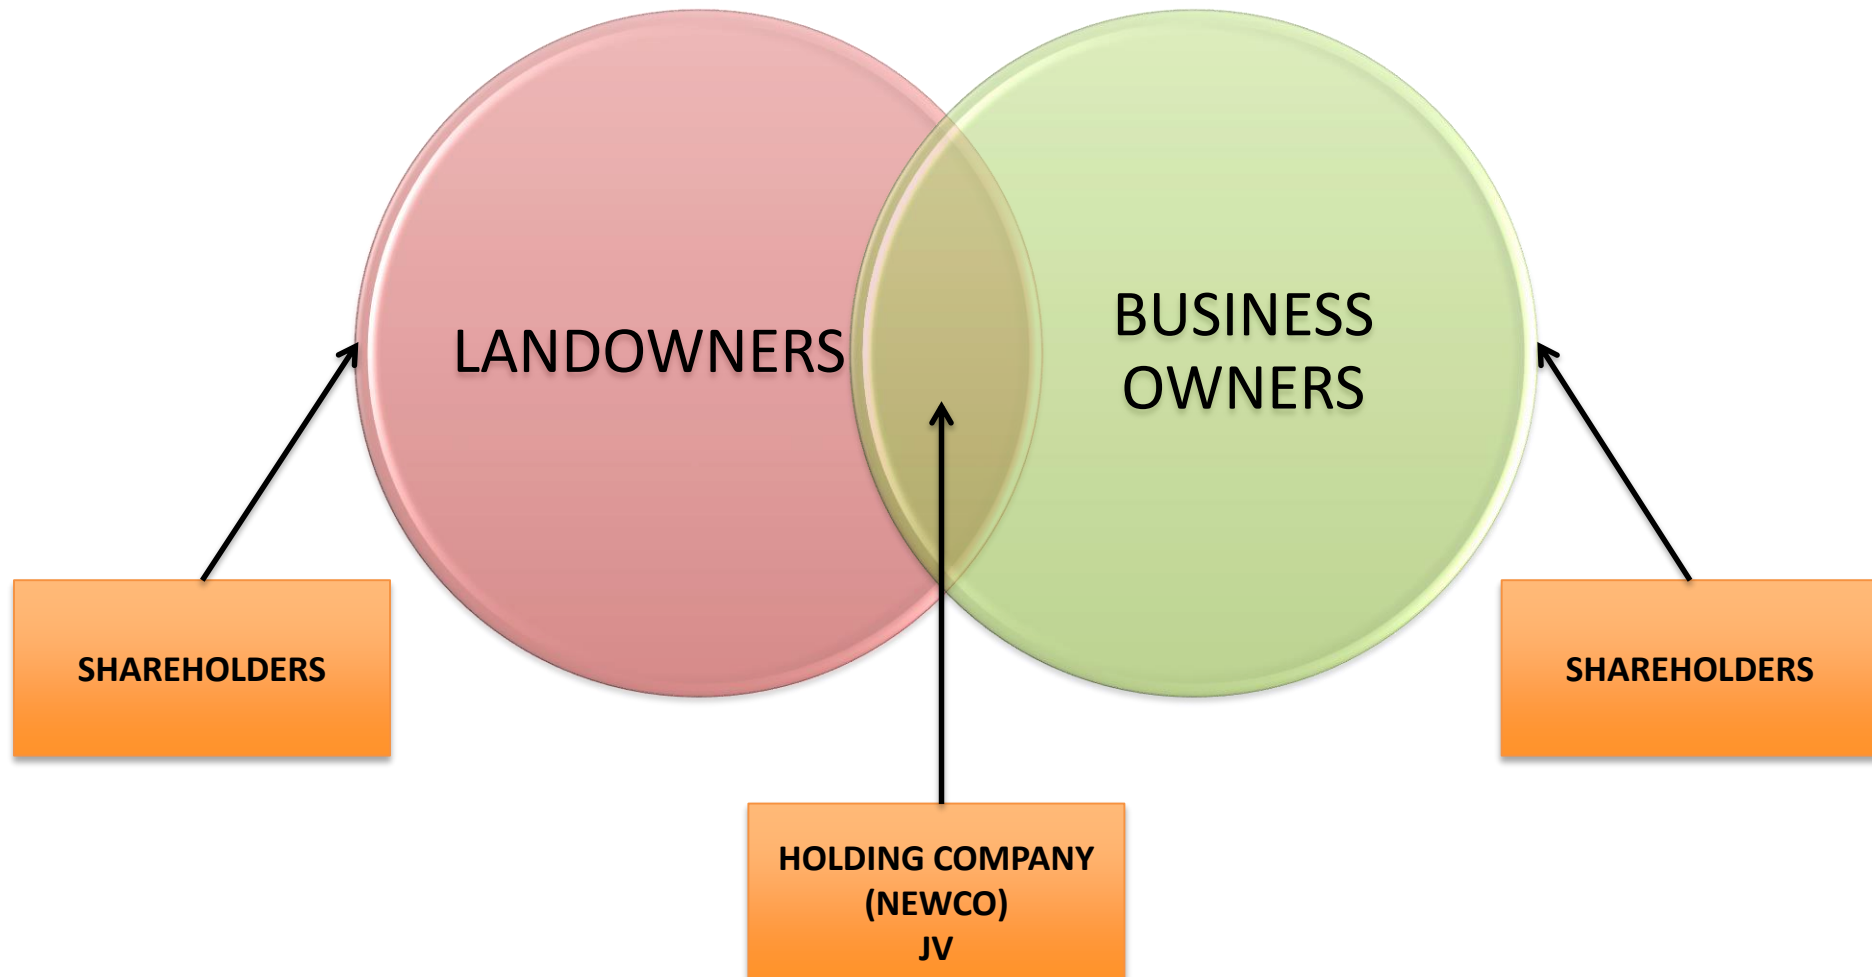 LANDOWNERS
BUSINESS
OWNERS
SHAREHOLDERS
SHAREHOLDERS
HOLDING COMPANY
(NEWCO)
JV